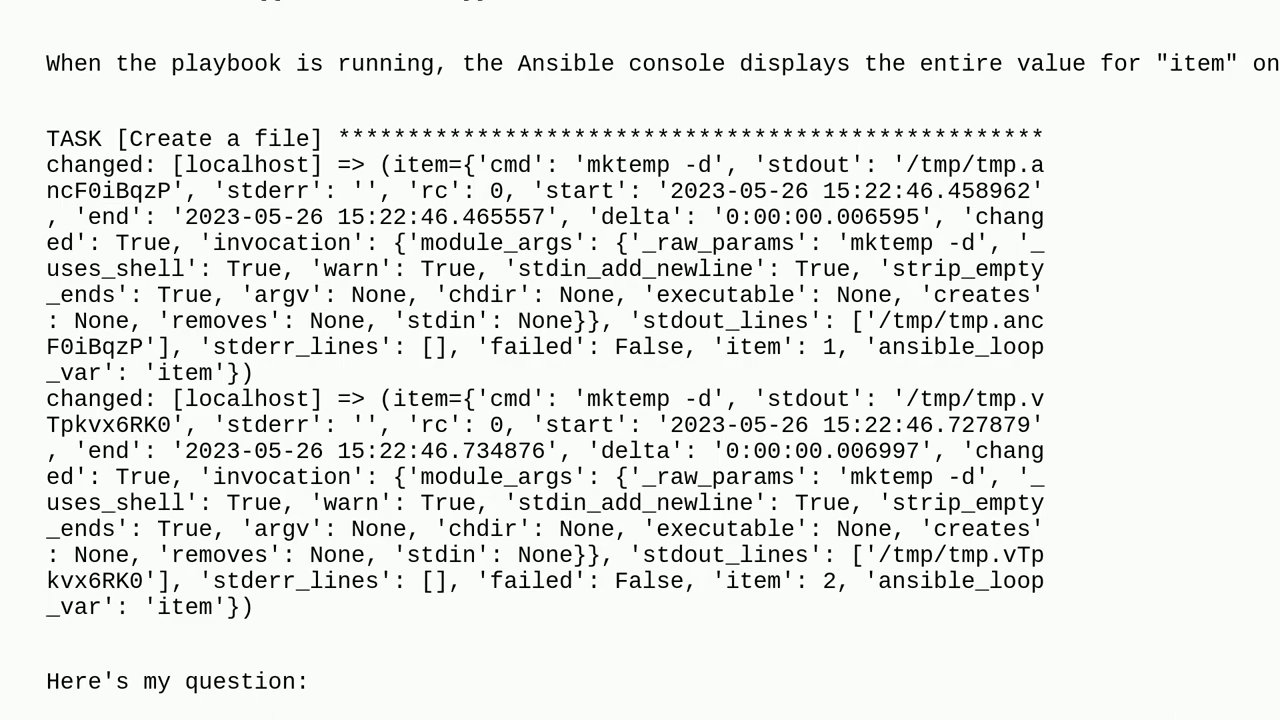 When the playbook is running, the Ansible console displays the entire value for "item" on
TASK [Create a file] ***************************************************
changed: [localhost] => (item={'cmd': 'mktemp -d', 'stdout': '/tmp/tmp.a
ncF0iBqzP', 'stderr': '', 'rc': 0, 'start': '2023-05-26 15:22:46.458962'
, 'end': '2023-05-26 15:22:46.465557', 'delta': '0:00:00.006595', 'chang
ed': True, 'invocation': {'module_args': {'_raw_params': 'mktemp -d', '_
uses_shell': True, 'warn': True, 'stdin_add_newline': True, 'strip_empty
_ends': True, 'argv': None, 'chdir': None, 'executable': None, 'creates'
: None, 'removes': None, 'stdin': None}}, 'stdout_lines': ['/tmp/tmp.anc
F0iBqzP'], 'stderr_lines': [], 'failed': False, 'item': 1, 'ansible_loop
_var': 'item'})
changed: [localhost] => (item={'cmd': 'mktemp -d', 'stdout': '/tmp/tmp.v
Tpkvx6RK0', 'stderr': '', 'rc': 0, 'start': '2023-05-26 15:22:46.727879'
, 'end': '2023-05-26 15:22:46.734876', 'delta': '0:00:00.006997', 'chang
ed': True, 'invocation': {'module_args': {'_raw_params': 'mktemp -d', '_
uses_shell': True, 'warn': True, 'stdin_add_newline': True, 'strip_empty
_ends': True, 'argv': None, 'chdir': None, 'executable': None, 'creates'
: None, 'removes': None, 'stdin': None}}, 'stdout_lines': ['/tmp/tmp.vTp
kvx6RK0'], 'stderr_lines': [], 'failed': False, 'item': 2, 'ansible_loop
_var': 'item'})
Here's my question: